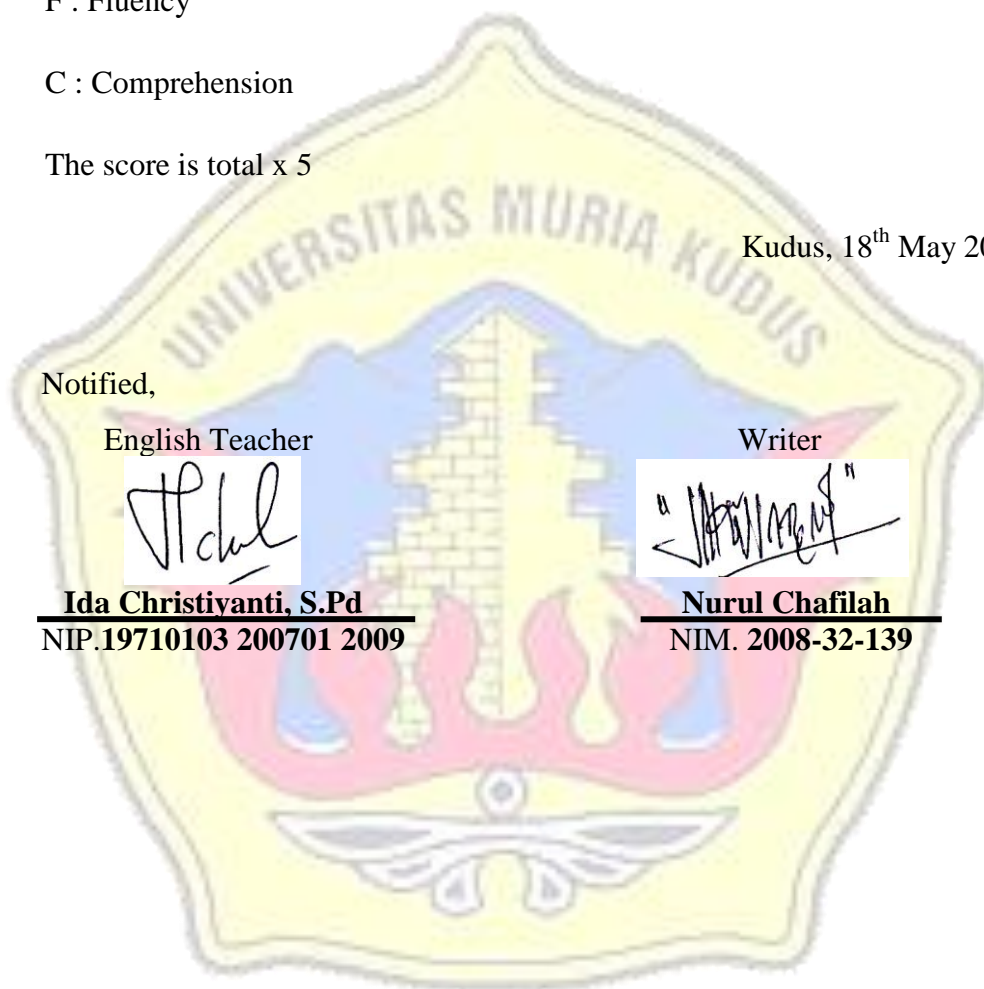 F : Fluency
C : Comprehension
The score is total x 5
UNIVERSITAS MURIA KUDUS
Kudus, 18th May 20
Notified,
English Teacher Writer
Ida Christiyanti, S.Pd Nurul Chafilah
NIP.19710103 200701 2009 NIM. 2008-32-139